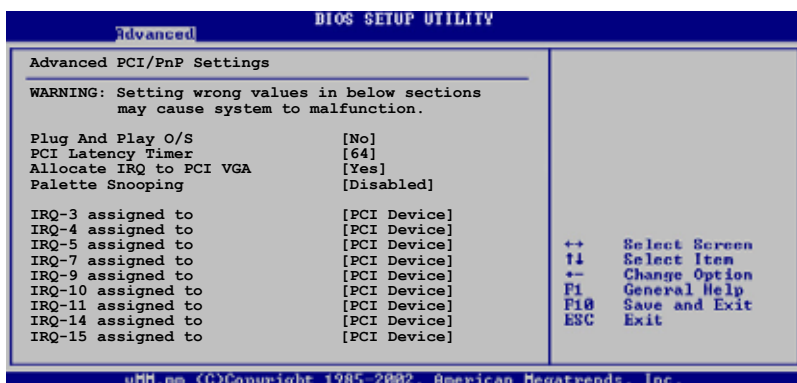 BIOS SETUP UTILITY
Advanced
Advanced PCI/PnP Settings
WARNING: Setting wrong values in below sections
may cause system to malfunction.
Plug And Play O/S [No]
PCI Latency Timer [64]
Allocate IRQ to PCI VGA [Yes]
Palette Snooping [Disabled]
IRQ-3 assigned to [PCI Device]
IRQ-4 assigned to [PCI Device]
IRQ-5 assigned to [PCI Device]
IRQ-7 assigned to [PCI Device]
IRQ-9 assigned to [PCI Device]
IRQ-10 assigned to [PCI Device]
IRQ-11 assigned to [PCI Device]
IRQ-14 assigned to [PCI Device]
IRQ-15 assigned to [PCI Device]
←→ Select Screen
↑↓ Select Item
+- Change Option
F1 General Help
F10 Save and Exit
ESC Exit
(C)Copyright 1985-2002, American Megatrends, Inc.